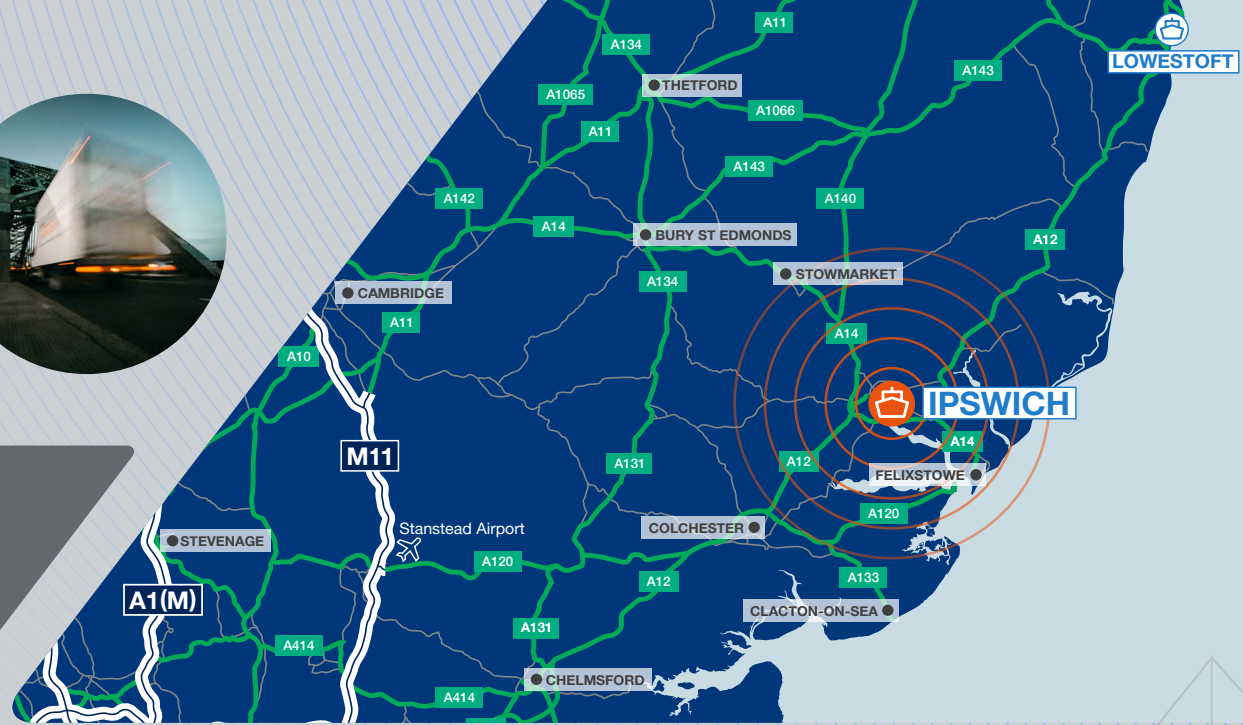 A11
A134
LOWESTOFT
A143
THETFORD
A1065
A1066
A11
A143
A142
A140
A14
BURY ST EDMONDS
A12
STOWMARKET
A134
CAMBRIDGE
A11
A14
A10
IPSWICH
A14
M11
A12
A131
FELIXSTOWE
A120
Stanstead Airport
COLCHESTER
STEVENAGE
A120
A12
A133
A1(M)
CLACTON-ON-SEA
A131
A414
CHELMSFORD
A414